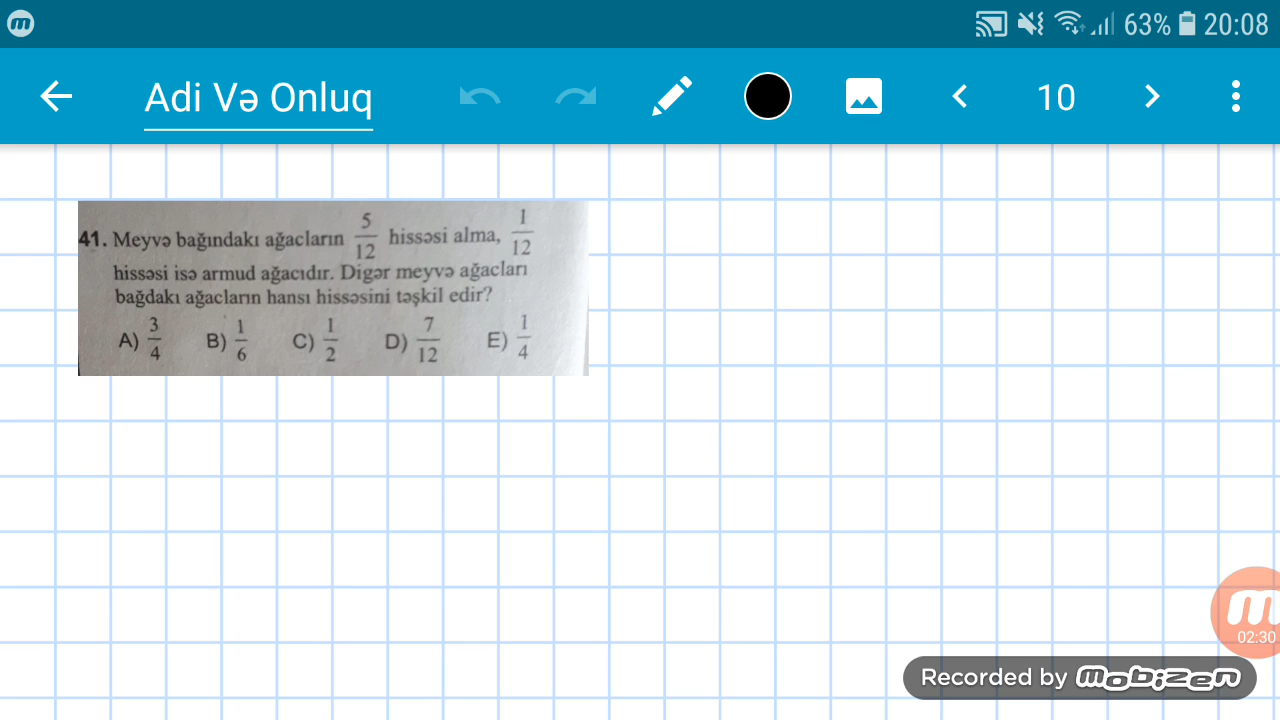 63% 20:08
Adi Və Onluq 10
41. Meyvə bağındakı ağacların 5/12 hissəsi alma, 1/12
hissəsi isə armud ağacıdır. Digər meyvə ağacları
bağdakı ağacların hansı hissəsini təşkil edir?
A) 3/4 B) 1/6 C) 1/2 D) 7/12 E) 1/4
02:30
Recorded by mobizen